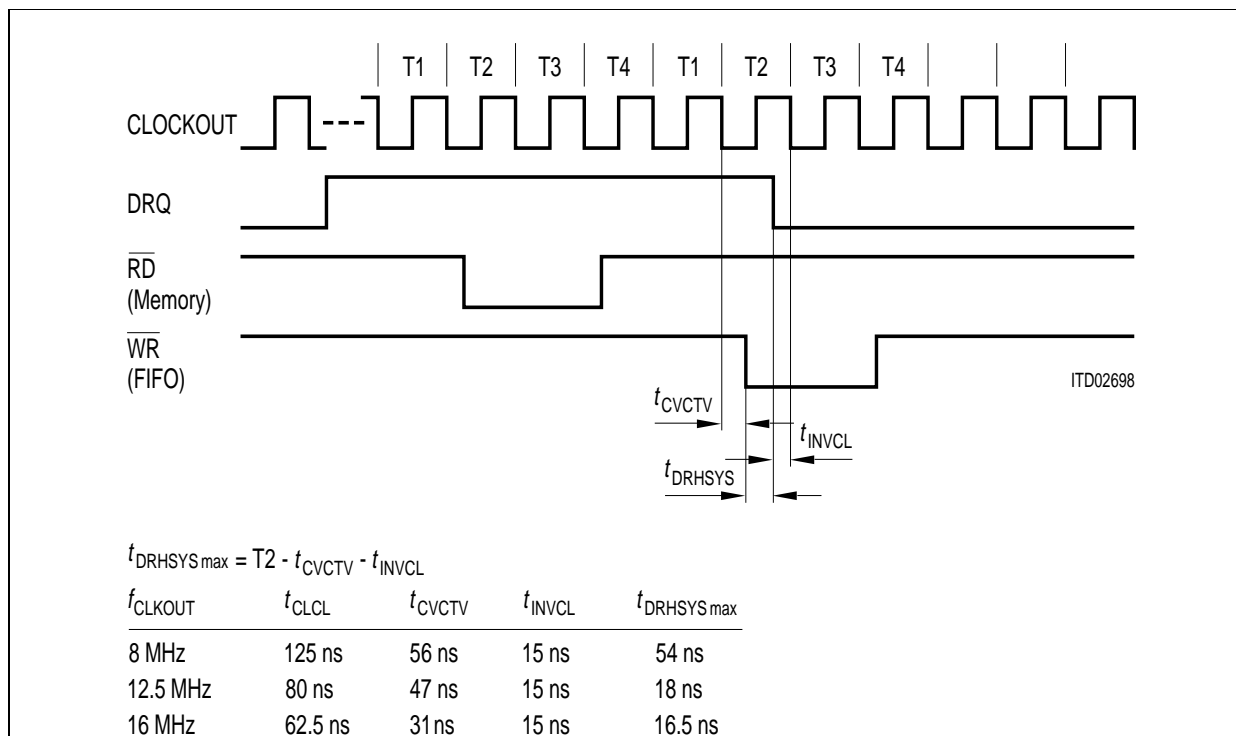 T1 T2 T3 T4 T1 T2 T3 T4
CLOCKOUT
DRQ
RD
(Memory)
WR
(FIFO)
ITD02698
tCVCTV
tINVCL
tDRHSYS
tDRHSYS max = T2 - tCVCTV - tINVCL
fCLKOUT tCLCL tCVCTV tINVCL tDRHSYS max
8 MHz 125 ns 56 ns 15 ns 54 ns
12.5 MHz 80 ns 47 ns 15 ns 18 ns
16 MHz 62.5 ns 31 ns 15 ns 16.5 ns